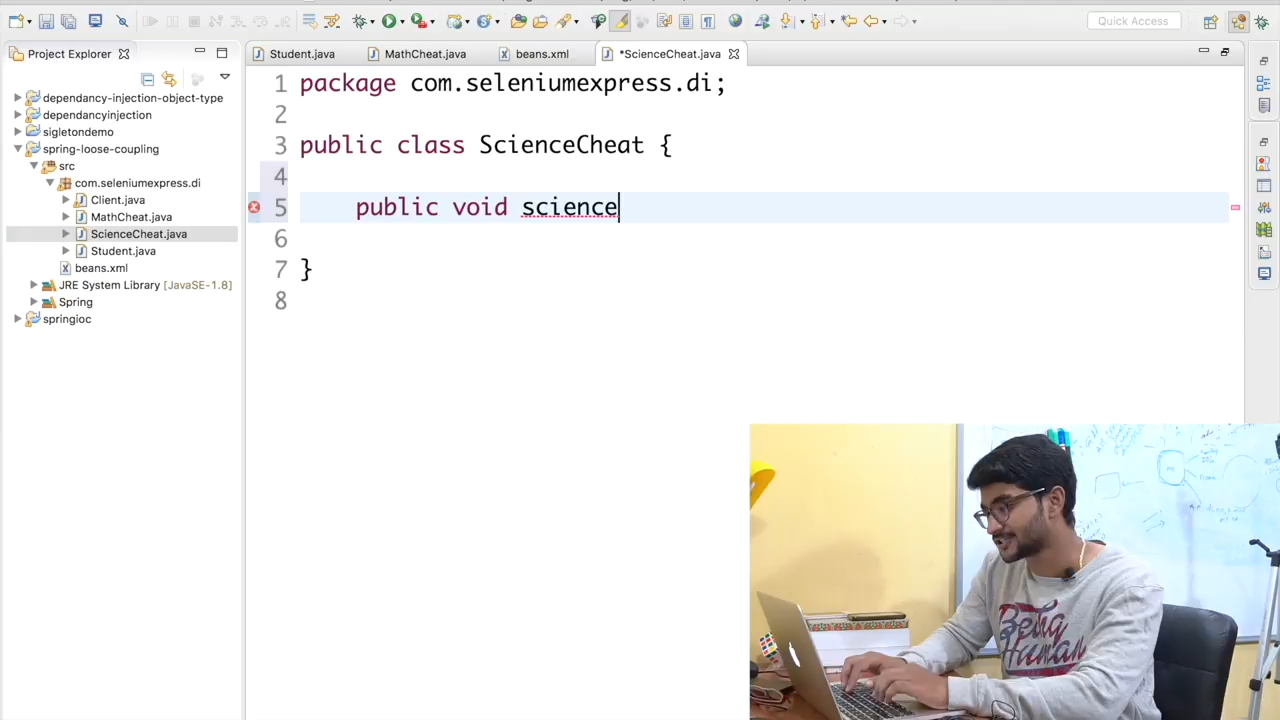 Quick Access
Project Explorer
Student.java
MathCheat.java
beans.xml
*ScienceCheat.java
dependancy-injection-object-type
dependancyinjection
sigletondemo
spring-loose-coupling
src
com.seleniumexpress.di
Client.java
MathCheat.java
ScienceCheat.java
Student.java
beans.xml
JRE System Library [JavaSE-1.8]
Spring
springioc
1 package com.seleniumexpress.di;
2
3 public class ScienceCheat {
4
5 public void science
6
7 }
8
Being
Human